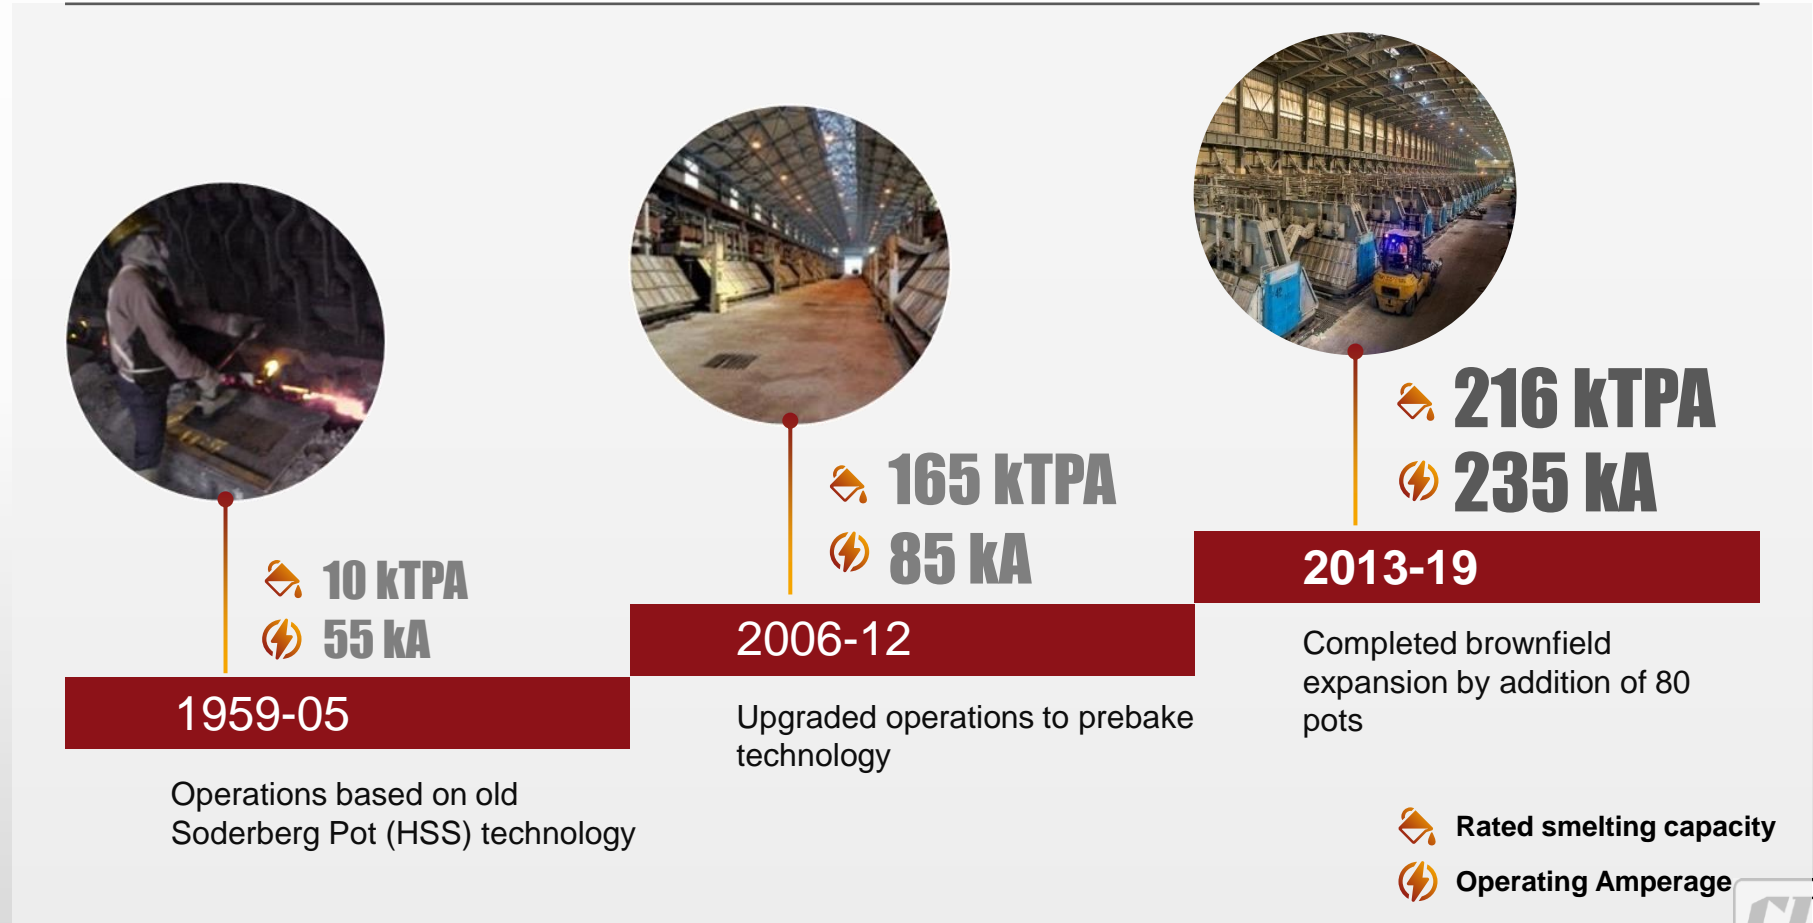 10 kTPA
55 kA
1959-05
Operations based on old
Soderberg Pot (HSS) technology
165 kTPA
85 kA
2006-12
Upgraded operations to prebake
technology
216 kTPA
235 kA
2013-19
Completed brownfield
expansion by addition of 80
pots
Rated smelting capacity
Operating Amperage